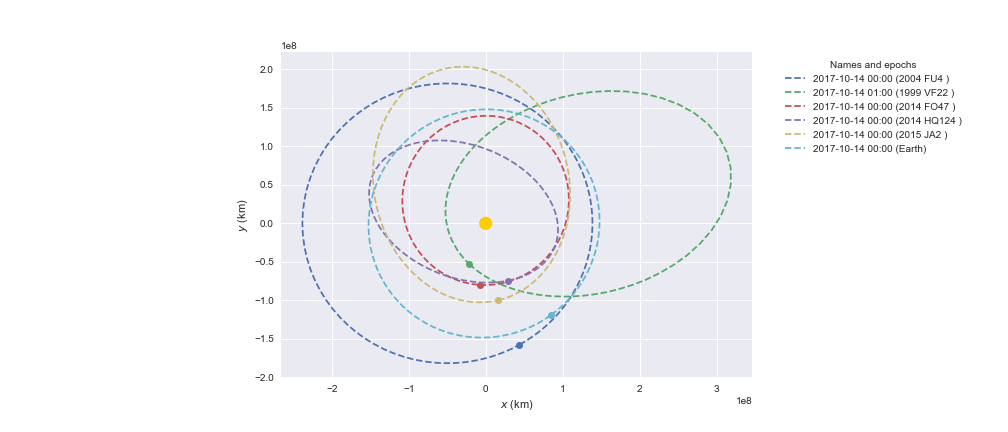 1e8
2.0
1.5
1.0
0.5
0.0
−0.5
−1.0
−1.5
−2.0
y (km)
−2
−1
0
1
2
3
1e8
x (km)
Names and epochs
2017-10-14 00:00 (2004 FU4 )
2017-10-14 01:00 (1999 VF22 )
2017-10-14 00:00 (2014 FO47 )
2017-10-14 00:00 (2014 HQ124 )
2017-10-14 00:00 (2015 JA2 )
2017-10-14 00:00 (Earth)